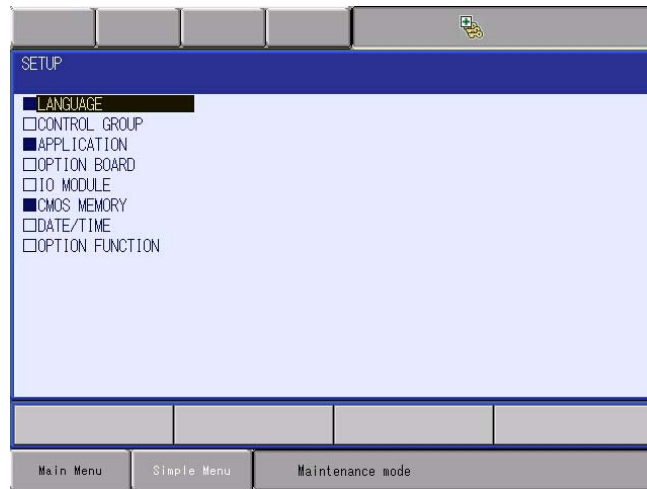 SETUP
LANGUAGE
CONTROL GROUP
APPLICATION
OPTION BOARD
IO MODULE
CMOS MEMORY
DATE/TIME
OPTION FUNCTION
Main Menu Simple Menu Maintenance mode